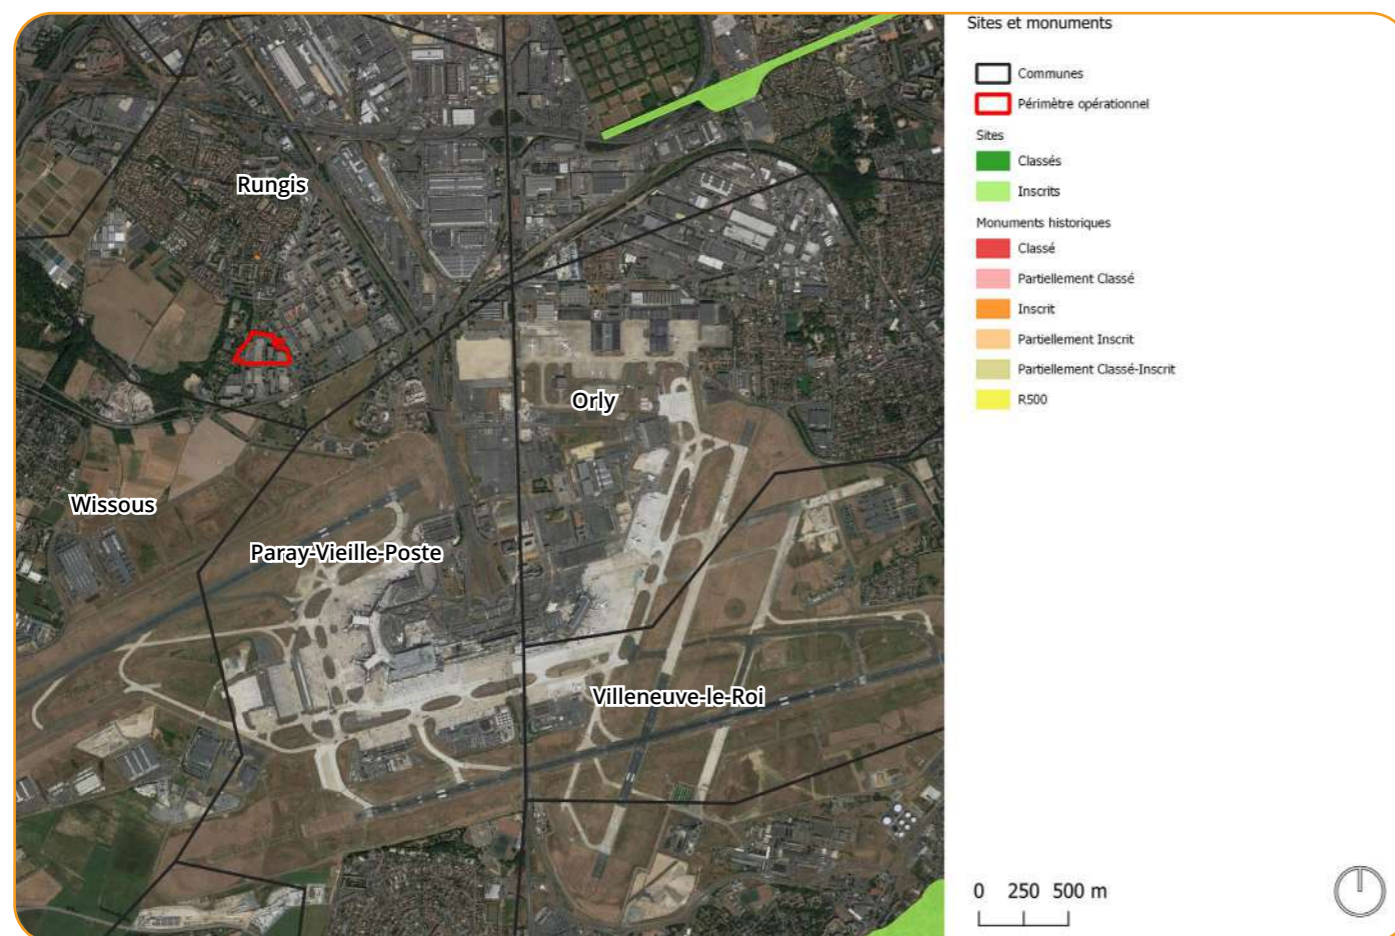 Sites et monuments
Communes
Périmètre opérationnel
Sites
Classés
Inscrits
Monuments historiques
Classé
Partiellement Classé
Inscrit
Partiellement Inscrit
Partiellement Classé-Inscrit
R500
0 250 500 m
Rungis
Orly
Wissous
Paray-Vieille-Poste
Villeneuve-le-Roi